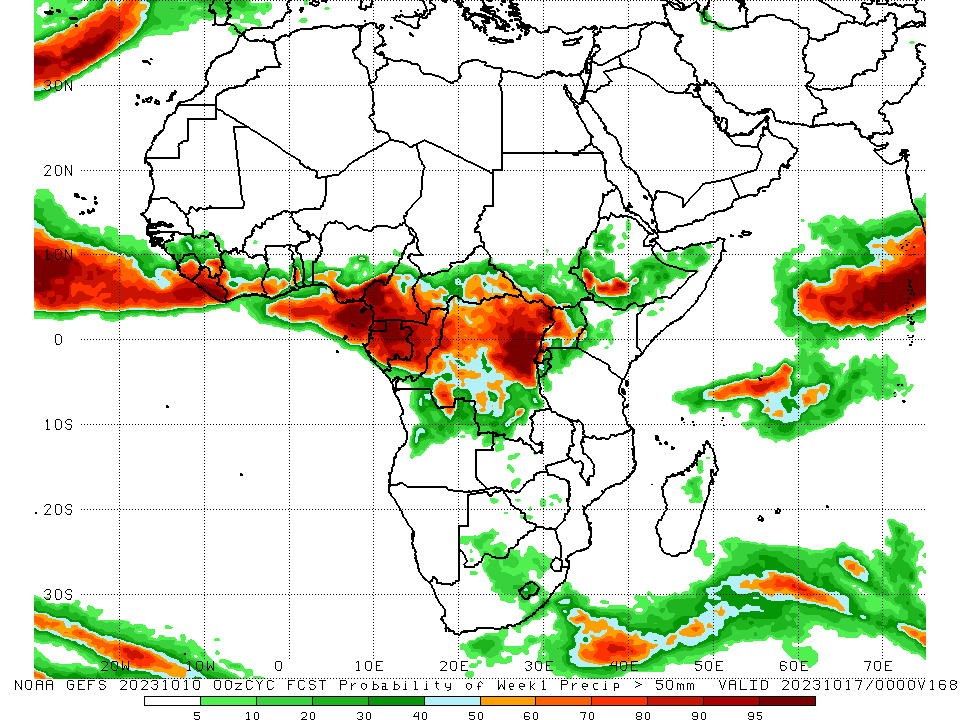 30N
20N
10N
0
10S
20S
30S
20W 10W 0 10E 20E 30E 40E 50E 60E 70E
NOAA GEFS 20231010 00zCYC FCST Probability of Week1 Precip > 50mm VALID 20231017/0000V168
5 10 20 30 40 50 60 70 80 90 95